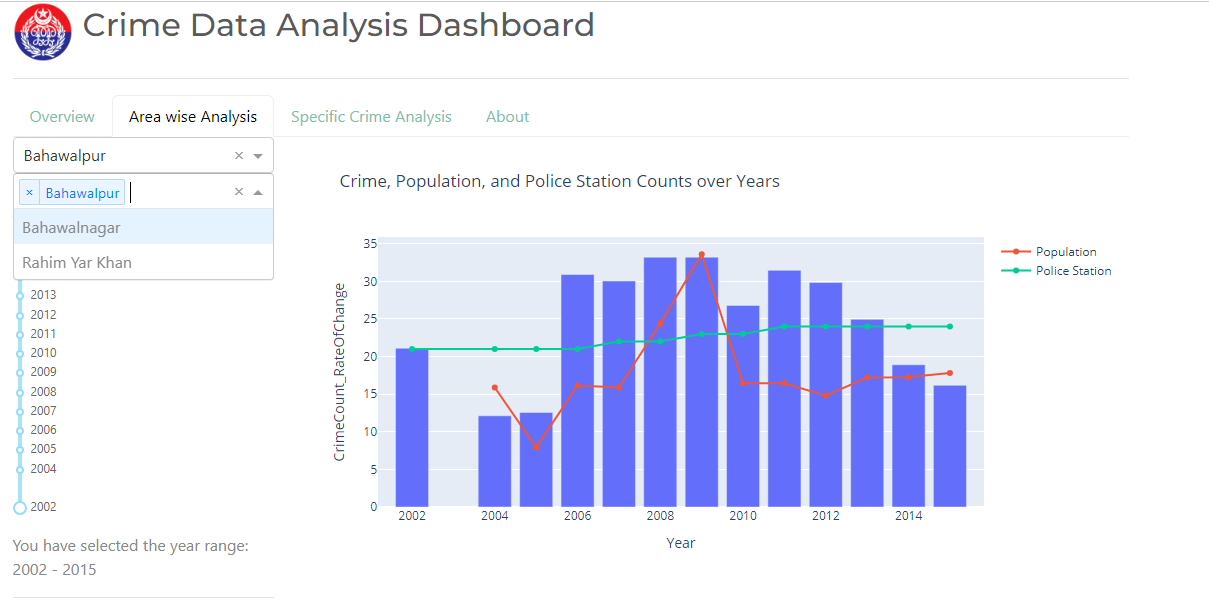 Crime Data Analysis Dashboard
Overview
Area wise Analysis
Specific Crime Analysis
About
Bahawalpur × 
× Bahawalpur ×
Bahawalnagar
Rahim Yar Khan
2013
2012
2011
2010
2009
2008
2007
2006
2005
2004
2002
You have selected the year range:
2002 - 2015
Crime, Population, and Police Station Counts over Years
CrimeCount_RateOfChange
35
30
25
20
15
10
5
0
2002 2004 2006 2008 2010 2012 2014
Year
Population
Police Station